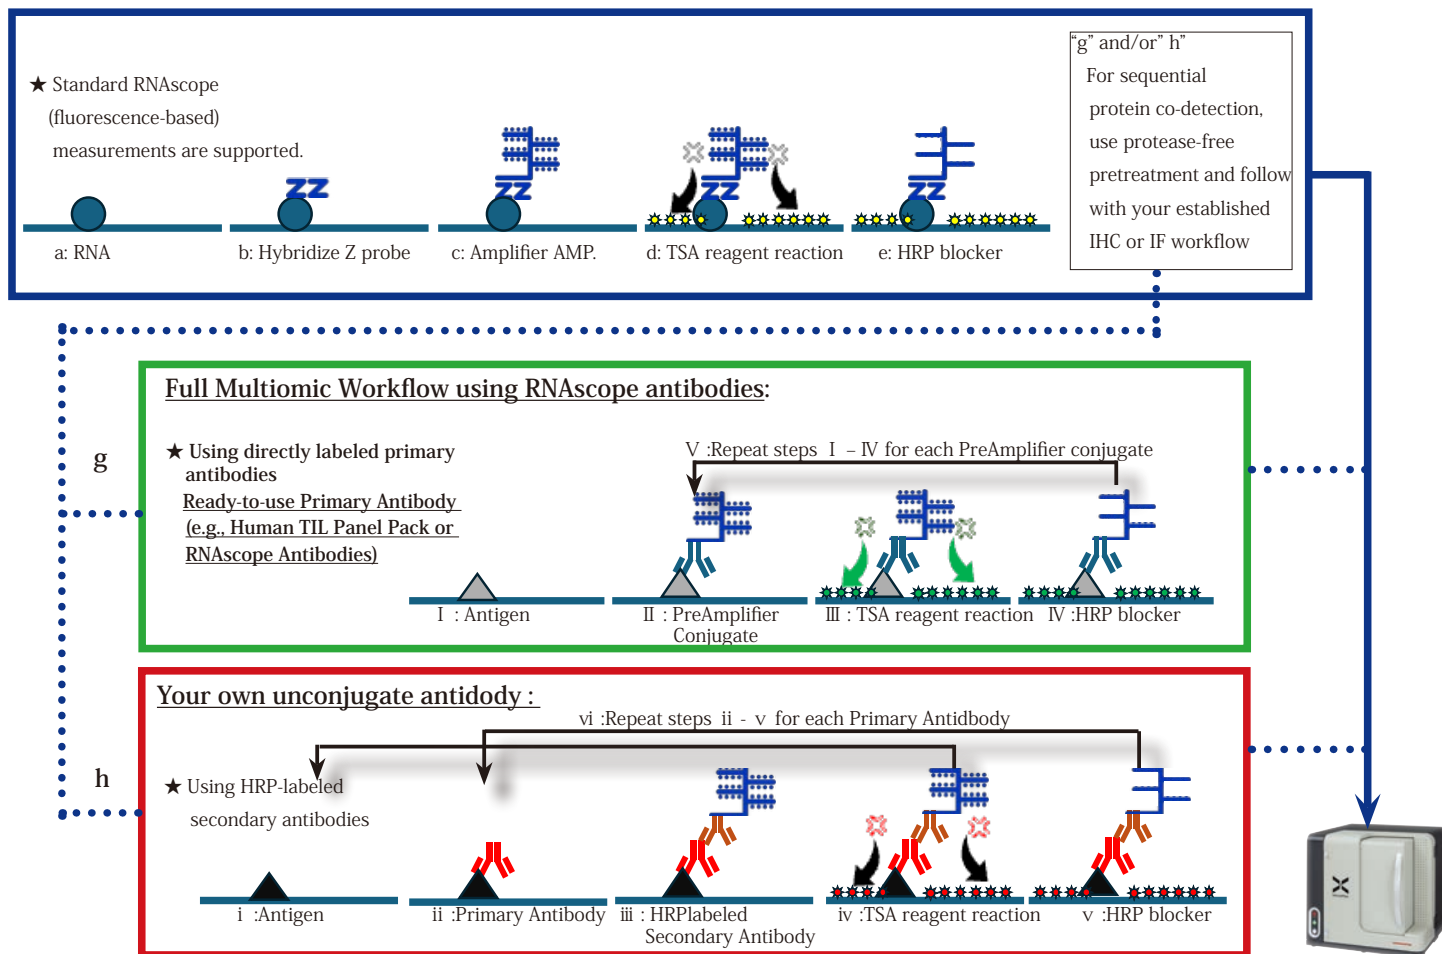 ★ Standard RNAscope
(fluorescence-based)
measurements are supported.
a: RNA
b: Hybridize Z probe
c: Amplifier AMP.
d: TSA reagent reaction
e: HRP blocker
“g” and/or” h”
For sequential
protein co-detection,
use protease-free
pretreatment and follow
with your established
IHC or IF workflow
g
Full Multiomic Workflow using RNAscope antibodies:
★ Using directly labeled primary
antibodies
Ready-to-use Primary Antibody
(e.g., Human TIL Panel Pack or
RNAscope Antibodies)
Ⅴ :Repeat steps Ⅰ – Ⅳ for each PreAmplifier conjugate
Ⅰ : Antigen
Ⅱ : PreAmplifier
Conjugate
Ⅲ : TSA reagent reaction
Ⅳ :HRP blocker
h
Your own unconjugate antidody :
ⅵ :Repeat steps ⅱ - ⅴ for each Primary Antidbody
★ Using HRP-labeled
secondary antibodies
ⅰ :Antigen
ⅱ :Primary Antibody
ⅲ : HRPlabeled
Secondary Antibody
ⅳ :TSA reagent reaction
ⅴ :HRP blocker